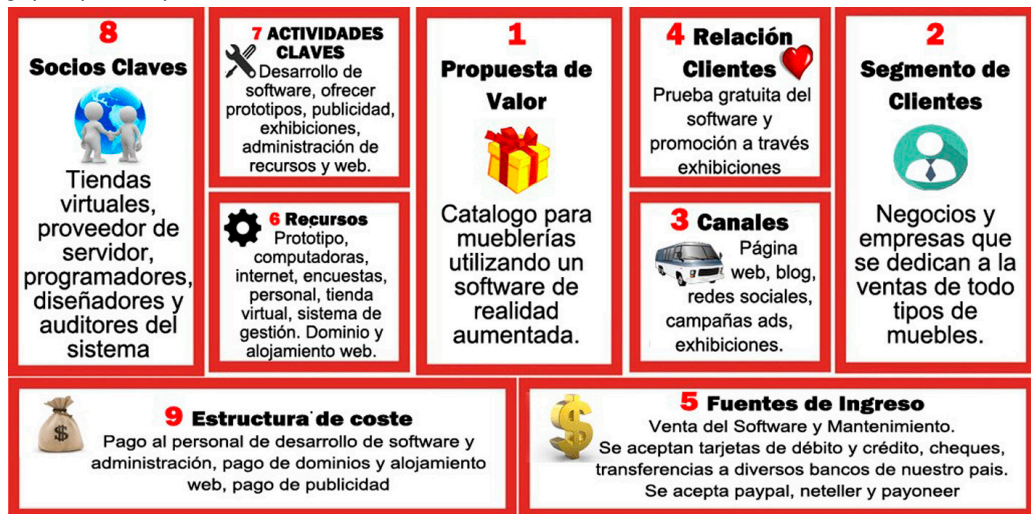 8
Socios Claves
Tiendas
virtuales,
proveedor de
servidor,
programadores,
diseñadores y
auditores del
sistema
7 ACTIVIDADES
CLAVES
Desarrollo de
software, ofrecer
prototipos, publicidad,
exhibiciones,
administración de
recursos y web.
6 Recursos
Prototipo,
computadoras,
internet, encuestas,
personal, tienda
virtual, sistema de
gestión. Dominio y
alojamiento web.
1
Propuesta de
Valor
Catalogo para
mueblerías
utilizando un
software de
realidad
aumentada.
4 Relación
Clientes
Prueba gratuita del
software y
promoción a través
exhibiciones
3 Canales
Página
web, blog,
redes sociales,
campañas ads,
exhibiciones.
2
Segmento de
Clientes
Negocios y
empresas que
se dedican a la
ventas de todo
tipos de
muebles.
9 Estructura de coste
$
Pago al personal de desarrollo de software y
administración, pago de dominios y alojamiento
web, pago de publicidad
5 Fuentes de Ingreso
$
Venta del Software y Mantenimiento.
Se aceptan tarjetas de débito y crédito, cheques,
transferencias a diversos bancos de nuestro pais.
Se acepta paypal, neteller y payoneer